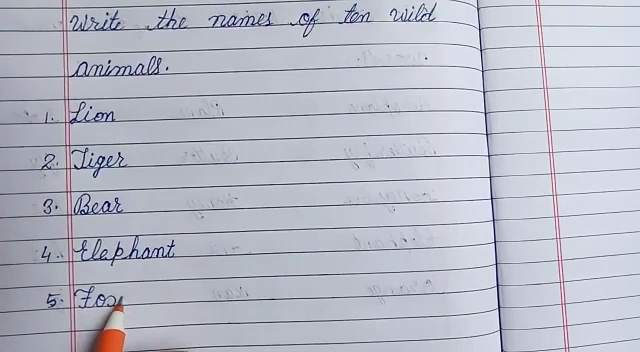 Write the names of ten wild
animals.
1. Lion
2. Tiger
3. Bear
4. Elephant
5. Fox